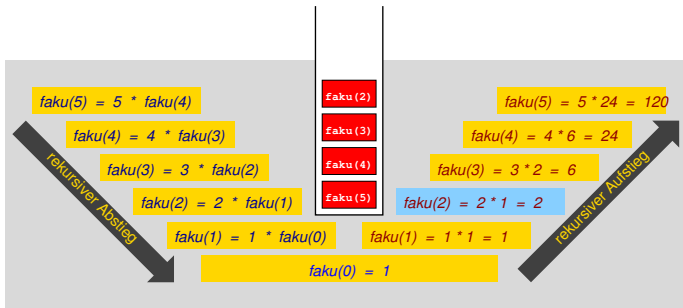 faku(5) = 5 * faku(4)
faku(4) = 4 * faku(3)
faku(3) = 3 * faku(2)
faku(2) = 2 * faku(1)
faku(1) = 1 * faku(0)
rekursiver Abstieg
faku(2)
faku(3)
faku(4)
faku(5)
faku(0) = 1
faku(5) = 5 * 24 = 120
faku(4) = 4 * 6 = 24
faku(3) = 3 * 2 = 6
faku(2) = 2 * 1 = 2
faku(1) = 1 * 1 = 1
rekursiver Aufstieg